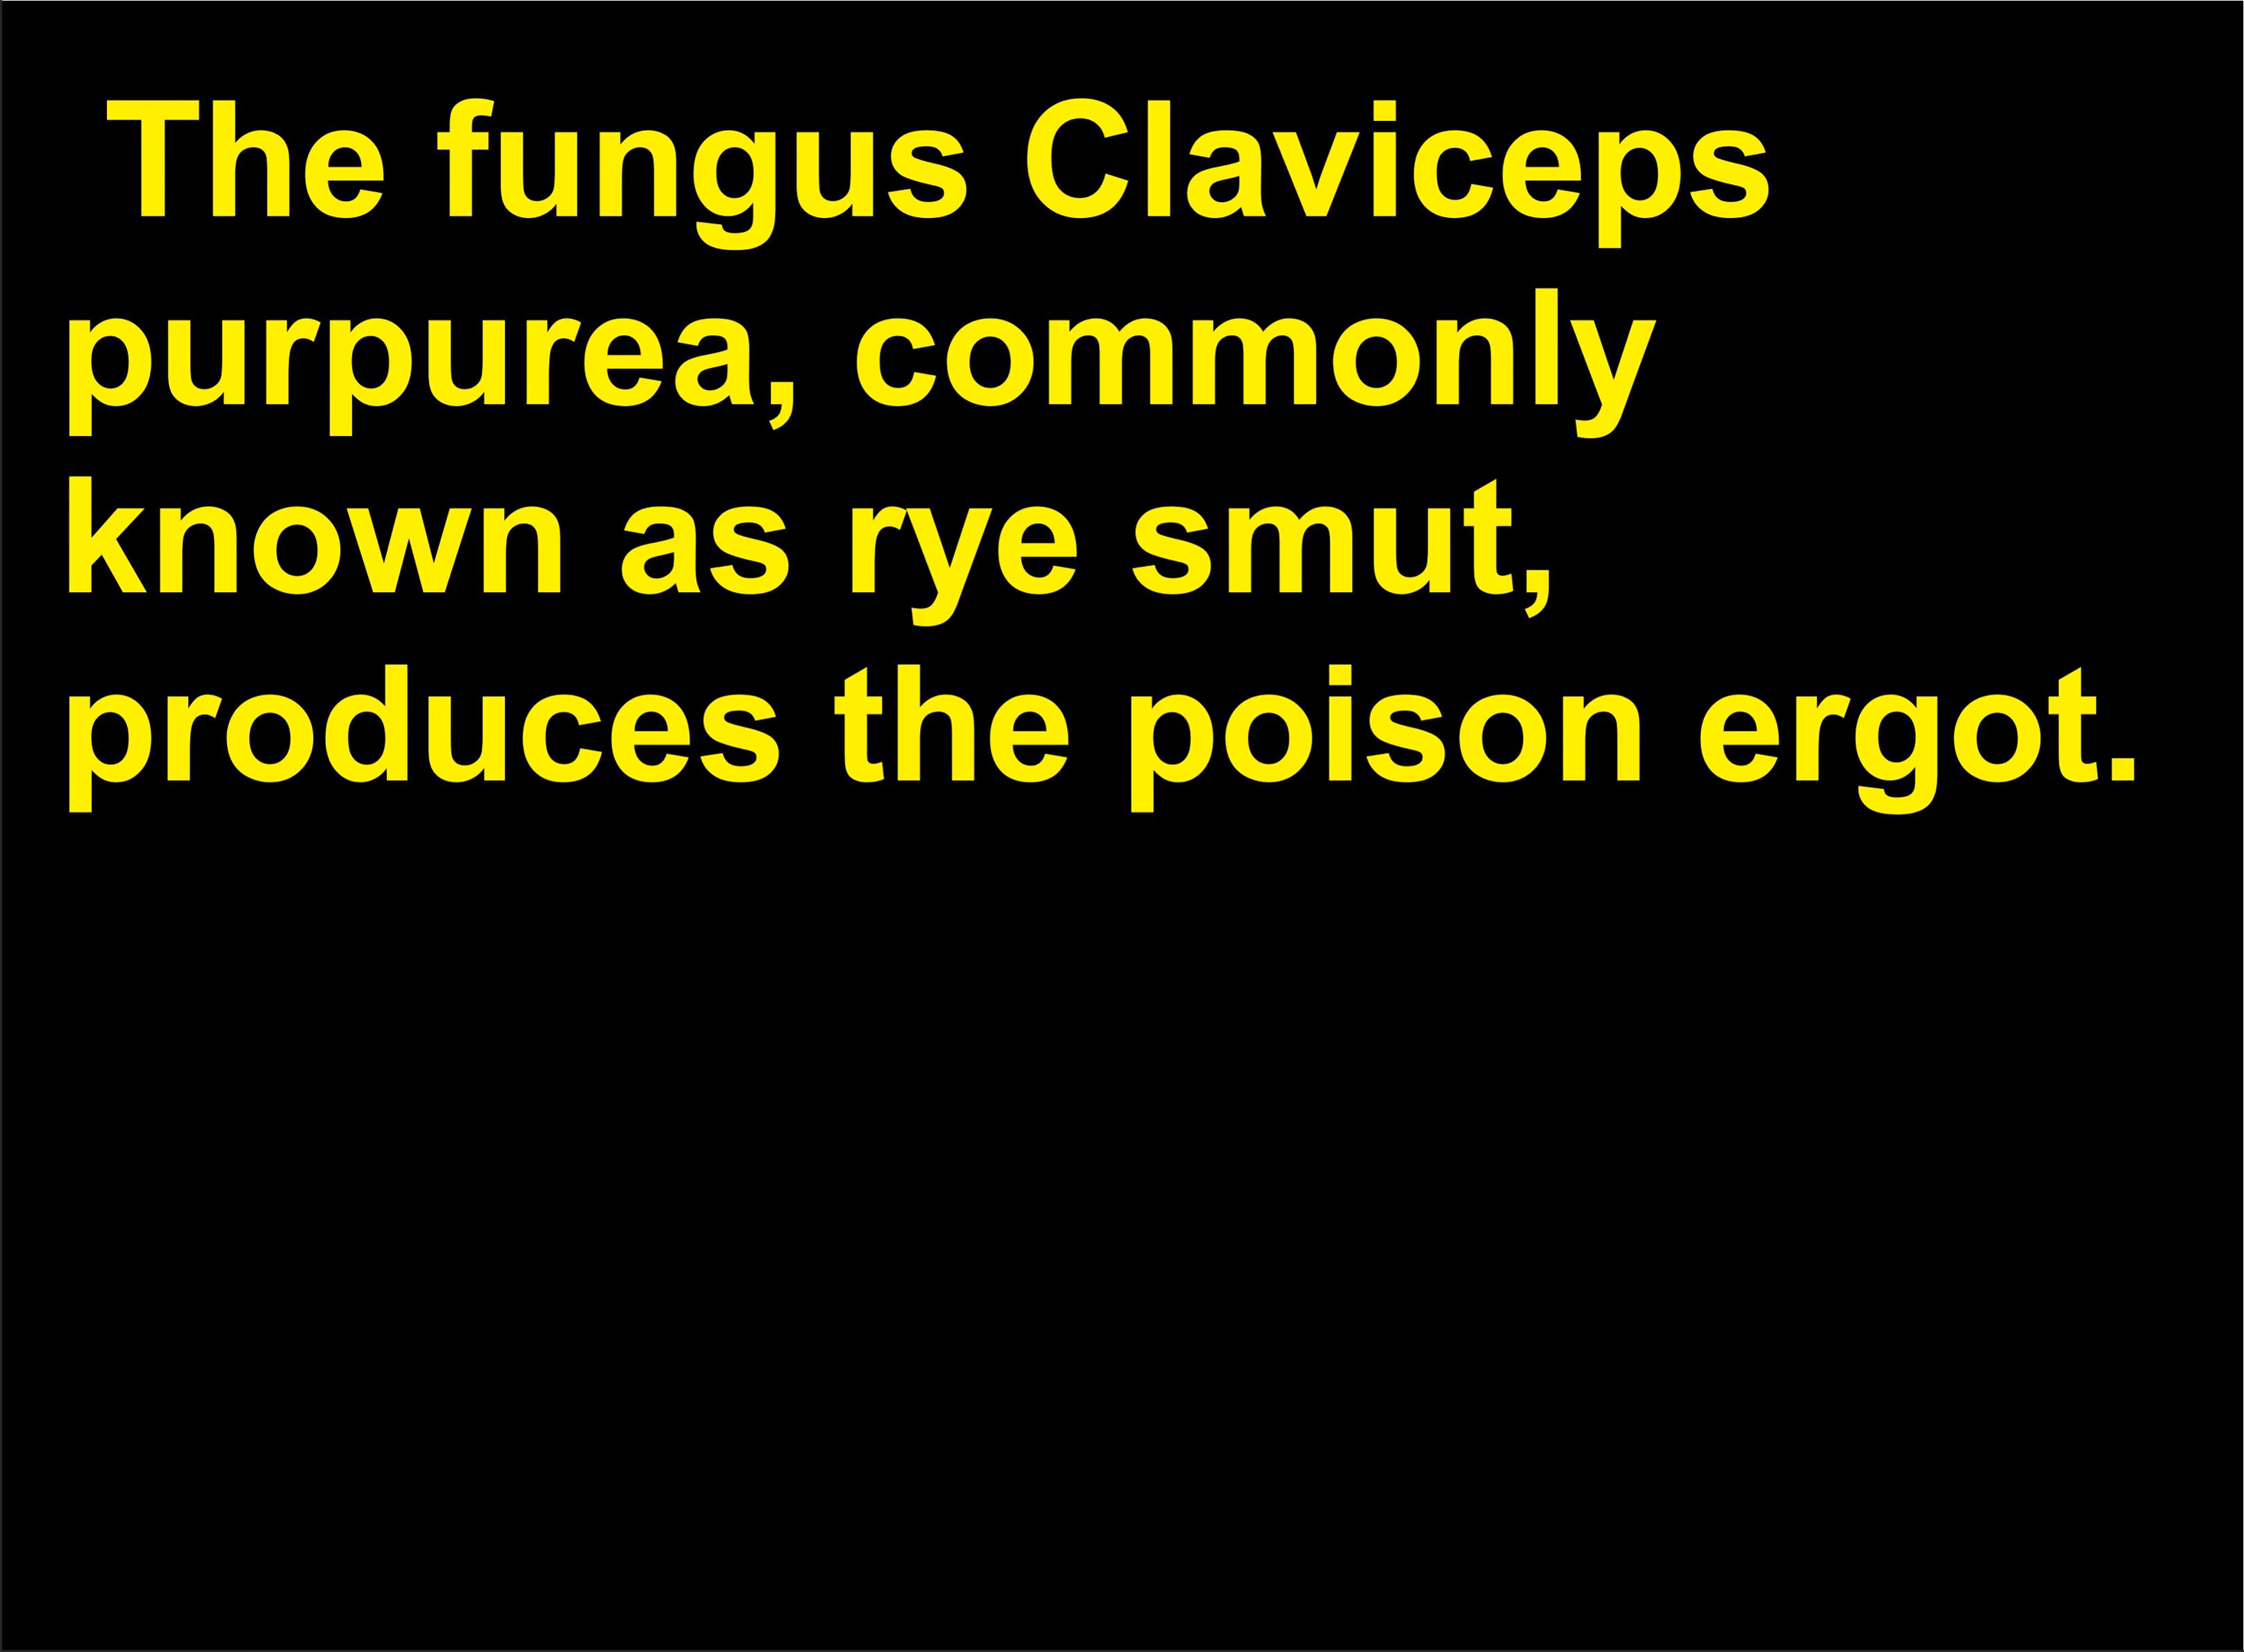 The fungus Claviceps
purpurea, commonly
known as rye smut,
produces the poison ergot.